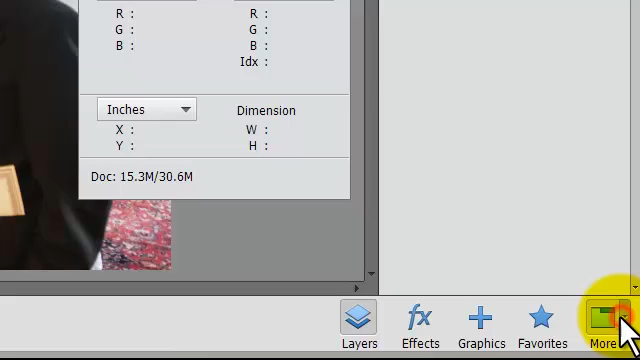 R : R :
G : G :
B : B :
Idx :
Inches Dimension
X : W :
Y : H :
Doc: 15.3M/30.6M
Layers Effects Graphics Favorites More